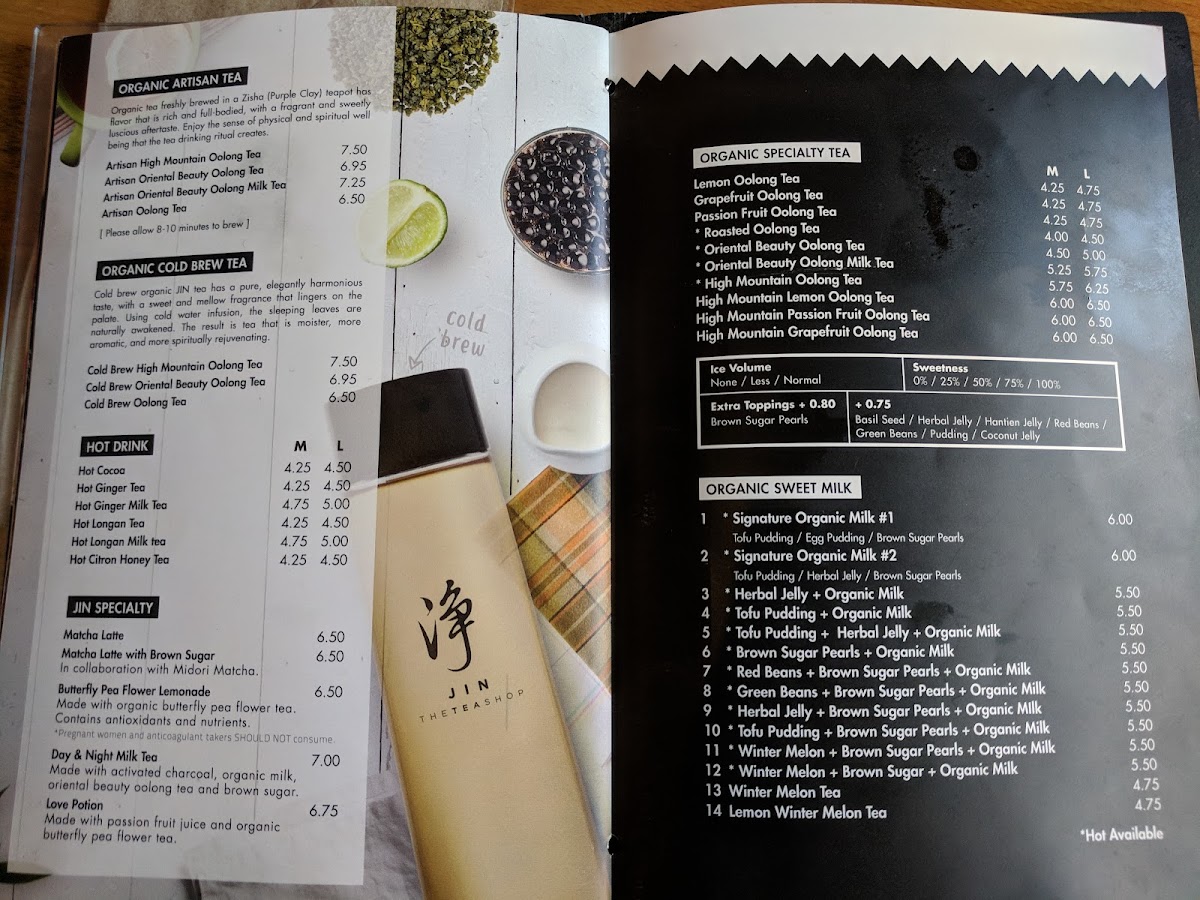 ORGANIC ARTISAN TEA
Organic tea freshly brewed in a Zisha (Purple Clay) teapot has
flavor that is rich and full-bodied, with a fragrant and sweetly
luscious aftertaste. Enjoy the sense of physical and spiritual well
being that the tea drinking ritual creates.
Artisan High Mountain Oolong Tea 7.50
Artisan Oriental Beauty Oolong Tea 6.95
Artisan Oriental Beauty Oolong Milk Tea 7.25
Artisan Oolong Tea 6.50
[ Please allow 8-10 minutes to brew ]
ORGANIC COLD BREW TEA
Cold brew organic JIN tea has a pure, elegantly harmonious
taste, with a sweet and mellow fragrance that lingers on the
palate. Using cold water infusion, the sleeping leaves are
naturally awakened. The result is tea that is moister, more
aromatic, and more spiritually rejuvenating.
Cold Brew High Mountain Oolong Tea 7.50
Cold Brew Oriental Beauty Oolong Tea 6.95
Cold Brew Oolong Tea 6.50
HOT DRINK M L
Hot Cocoa 4.25 4.50
Hot Ginger Tea 4.25 4.50
Hot Ginger Milk Tea 4.75 5.00
Hot Longan Tea 4.25 4.50
Hot Longan Milk tea 4.75 5.00
Hot Citron Honey Tea 4.25 4.50
JIN SPECIALTY
Matcha Latte 6.50
Matcha Latte with Brown Sugar 6.50
In collaboration with Midori Matcha.
Butterfly Pea Flower Lemonade 6.50
Made with organic butterfly pea flower tea.
Contains antioxidants and nutrients.
*Pregnant women and anticoagulant takers SHOULD NOT consume.
Day & Night Milk Tea 7.00
Made with activated charcoal, organic milk,
oriental beauty oolong tea and brown sugar.
Love Potion 6.75
Made with passion fruit juice and organic
butterfly pea flower tea.
cold
brew
净
JIN
THETEASHOP
ORGANIC SPECIALTY TEA
M L
Lemon Oolong Tea 4.25 4.75
Grapefruit Oolong Tea 4.25 4.75
Passion Fruit Oolong Tea 4.25 4.75
* Roasted Oolong Tea 4.00 4.50
* Oriental Beauty Oolong Tea 4.50 5.00
* Oriental Beauty Oolong Milk Tea 5.25 5.75
* High Mountain Oolong Tea 5.75 6.25
High Mountain Lemon Oolong Tea 6.00 6.50
High Mountain Passion Fruit Oolong Tea 6.00 6.50
High Mountain Grapefruit Oolong Tea 6.00 6.50
Ice Volume
None / Less / Normal
Sweetness
0% / 25% / 50% / 75% / 100%
Extra Toppings + 0.80
Brown Sugar Pearls
+ 0.75
Basil Seed / Herbal Jelly / Hantien Jelly / Red Beans /
Green Beans / Pudding / Coconut Jelly
ORGANIC SWEET MILK
1 * Signature Organic Milk #1 6.00
Tofu Pudding / Egg Pudding / Brown Sugar Pearls
2 * Signature Organic Milk #2 6.00
Tofu Pudding / Herbal Jelly / Brown Sugar Pearls
3 * Herbal Jelly + Organic Milk 5.50
4 * Tofu Pudding + Organic Milk 5.50
5 * Tofu Pudding + Herbal Jelly + Organic Milk 5.50
6 * Brown Sugar Pearls + Organic Milk 5.50
7 * Red Beans + Brown Sugar Pearls + Organic Milk 5.50
8 * Green Beans + Brown Sugar Pearls + Organic Milk 5.50
9 * Herbal Jelly + Brown Sugar Pearls + Organic Milk 5.50
10 * Tofu Pudding + Brown Sugar Pearls + Organic Milk 5.50
11 * Winter Melon + Brown Sugar Pearls + Organic Milk 5.50
12 * Winter Melon + Brown Sugar + Organic Milk 5.50
13 Winter Melon Tea 4.75
14 Lemon Winter Melon Tea 4.75
*Hot Available